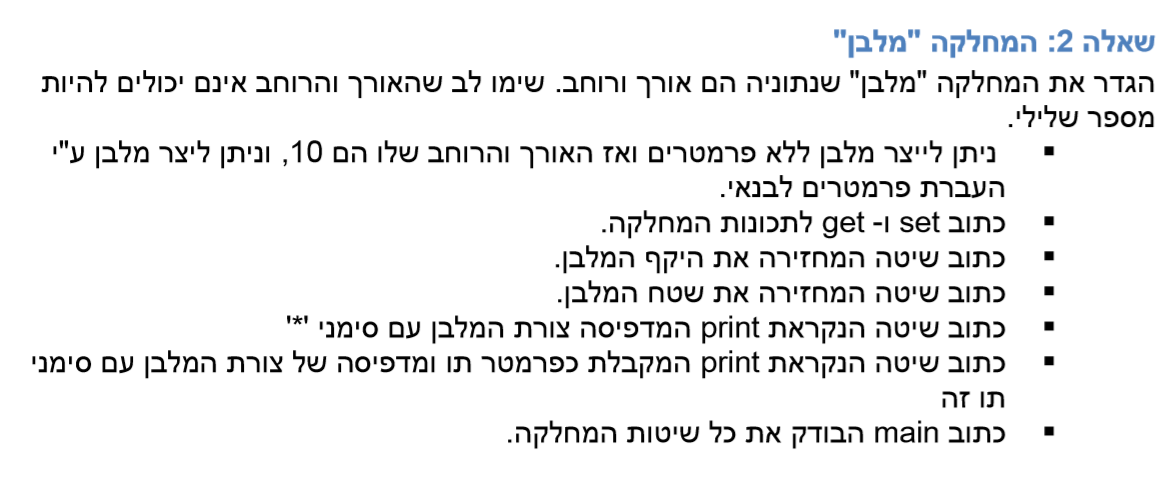 שאלה 2: המחלקה "מלבן"
הגדר את המחלקה "מלבן" שנתוניה הם אורך ורוחב. שימו לב שהאורך והרוחב אינם יכולים להיות
מספר שלילי.
▪ ניתן לייצר מלבן ללא פרמטרים ואז האורך והרוחב שלו הם 10, וניתן ליצר מלבן ע"י
העברת פרמטרים לבנאי.
▪ כתוב set ו- get לתכונות המחלקה.
▪ כתוב שיטה המחזירה את היקף המלבן.
▪ כתוב שיטה המחזירה את שטח המלבן.
▪ כתוב שיטה הנקראת print המדפיסה צורת המלבן עם סימני '*'
▪ כתוב שיטה הנקראת print המקבלת כפרמטר תו ומדפיסה של צורת המלבן עם סימני
תו זה
▪ כתוב main הבודק את כל שיטות המחלקה.